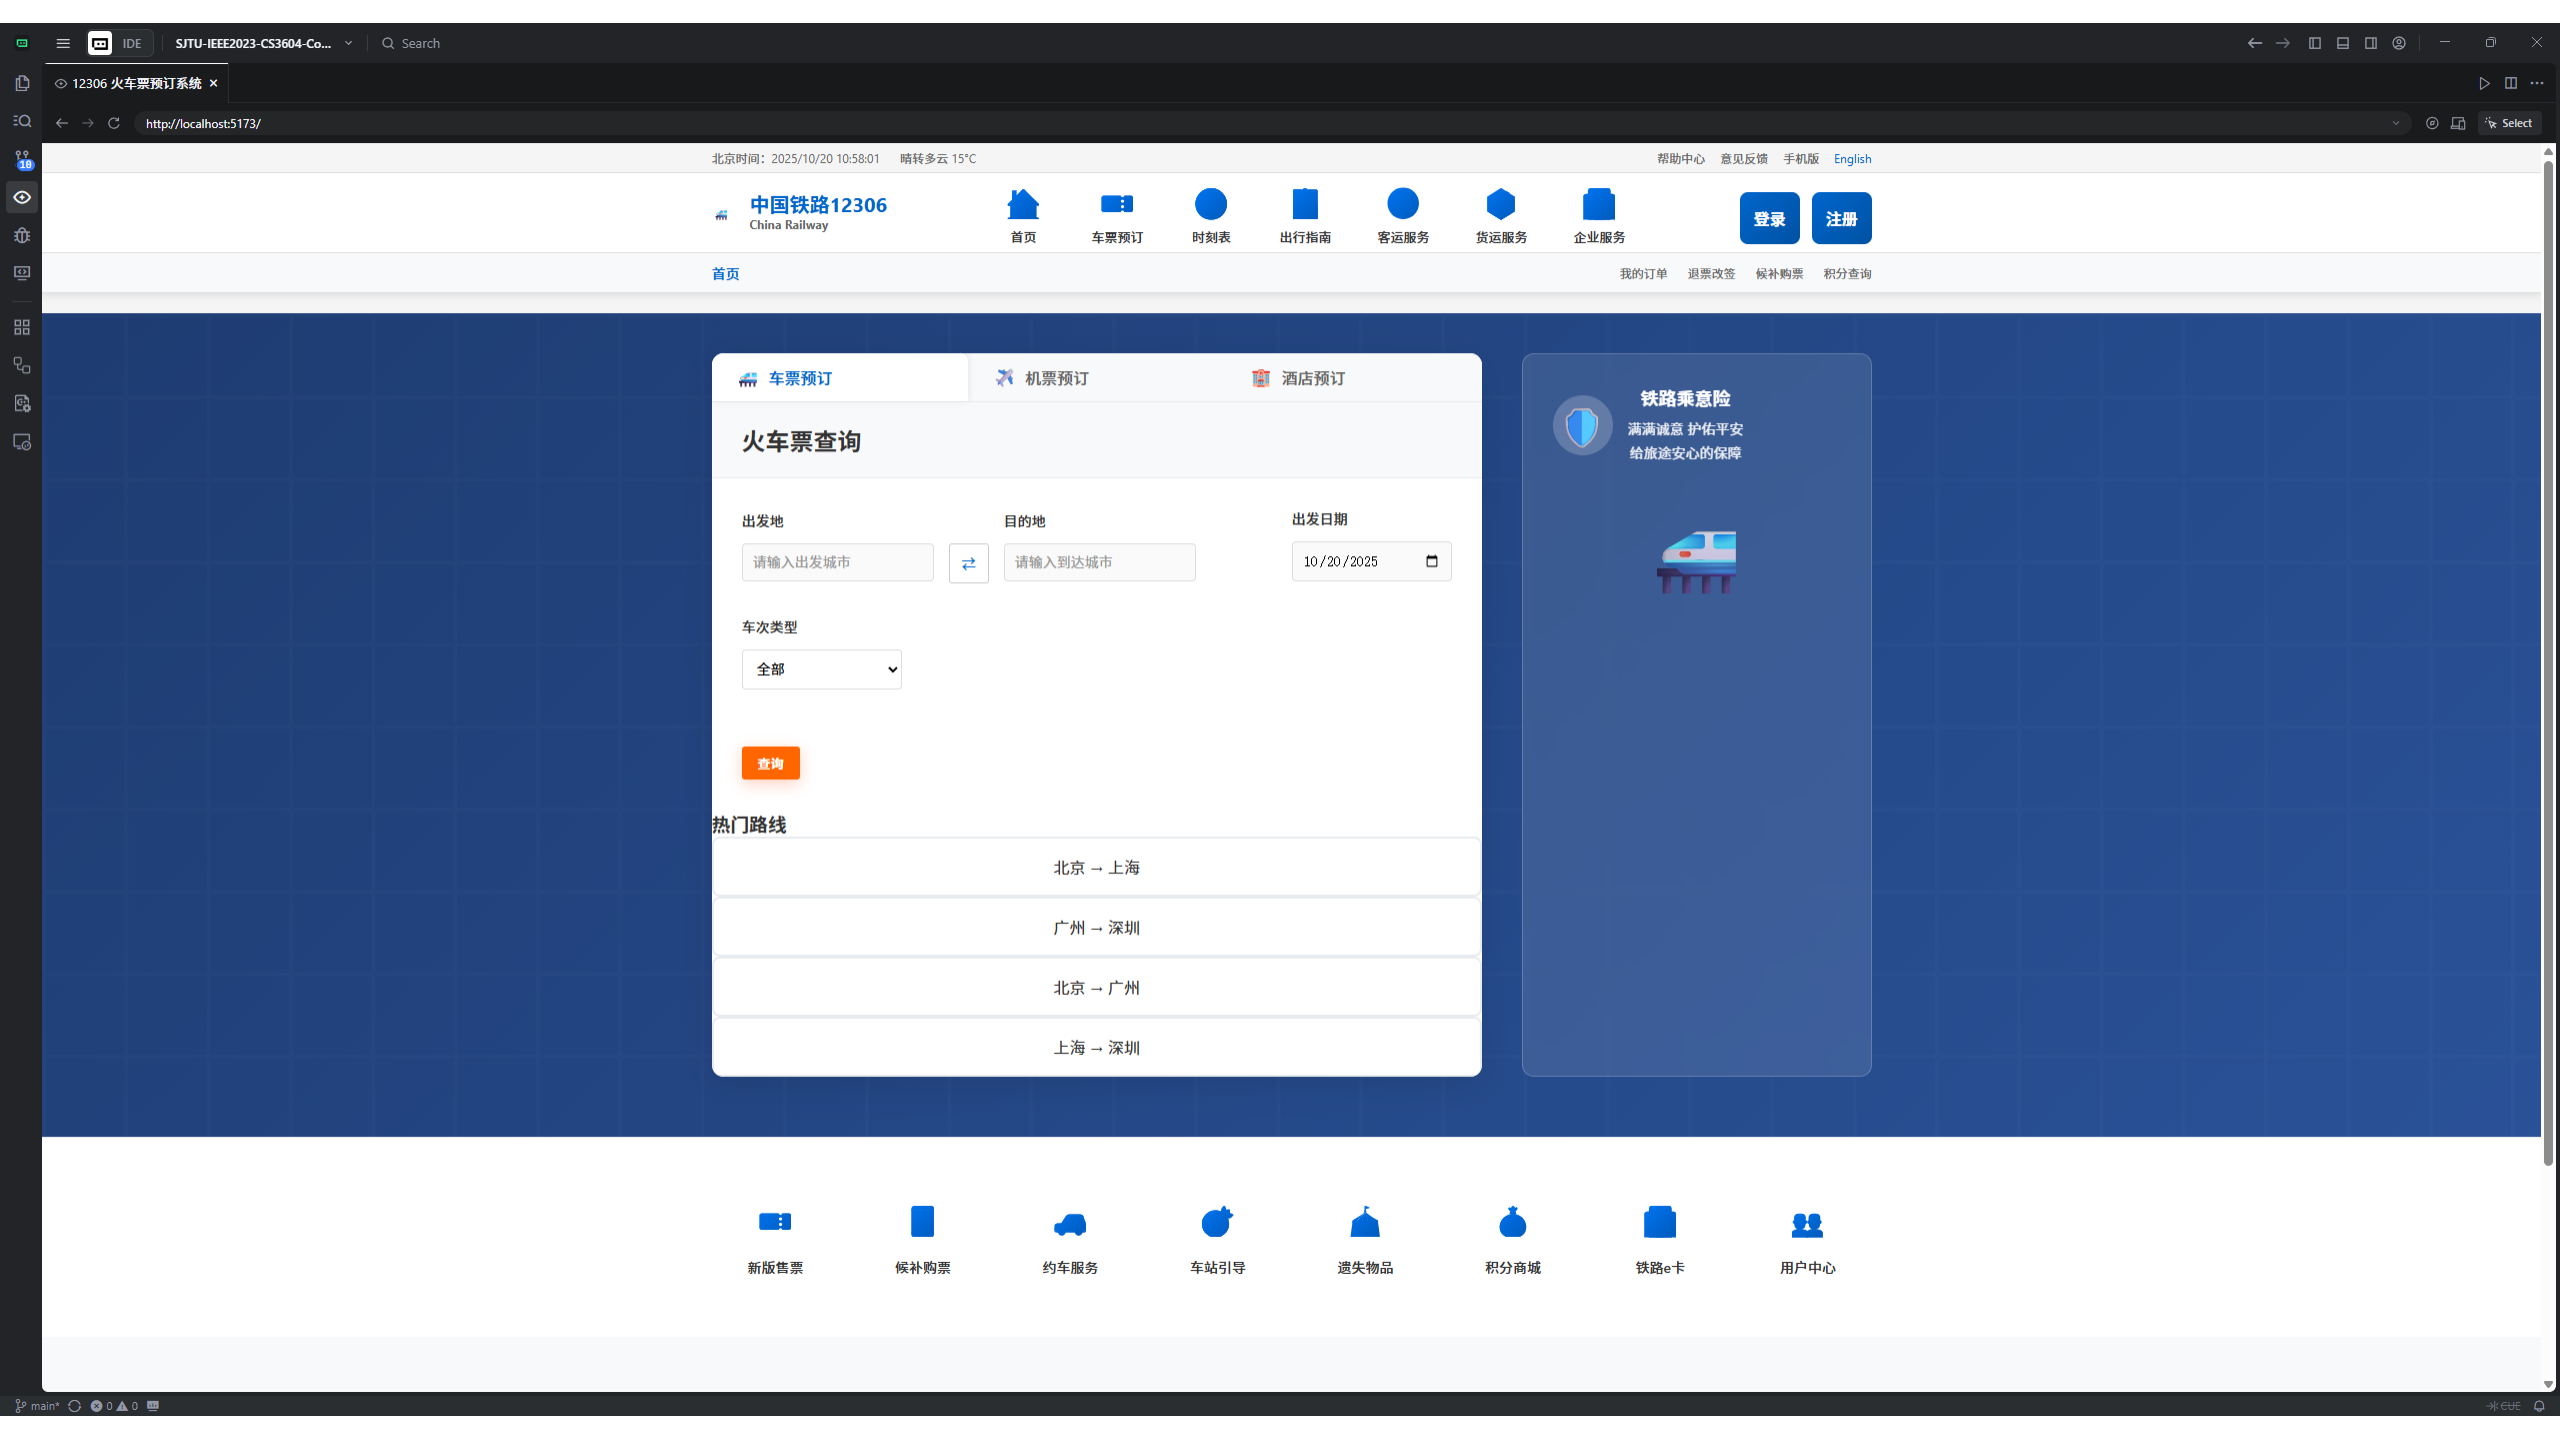 IDE
SJTU-IEEE2023-CS3604-Co...
Search
12306 火车票预订系统
http://localhost:5173/
Select
10
北京时间：2025/10/20 10:58:01 晴转多云 15°C
帮助中心 意见反馈 手机版 English
中国铁路12306
China Railway
首页 车票预订 时刻表 出行指南 客运服务 货运服务 企业服务
登录 注册
首页
我的订单 退票改签 候补购票 积分查询
车票预订 机票预订 酒店预订
火车票查询
出发地 目的地 出发日期
请输入出发城市 ⇄ 请输入到达城市 10/20/2025
车次类型
全部
查询
热门路线
北京 → 上海
广州 → 深圳
北京 → 广州
上海 → 深圳
铁路乘意险
满满诚意 护佑平安
给旅途安心的保障
新版售票 候补购票 约车服务 车站引导 遗失物品 积分商城 铁路e卡 用户中心
main* 0 0
CUE